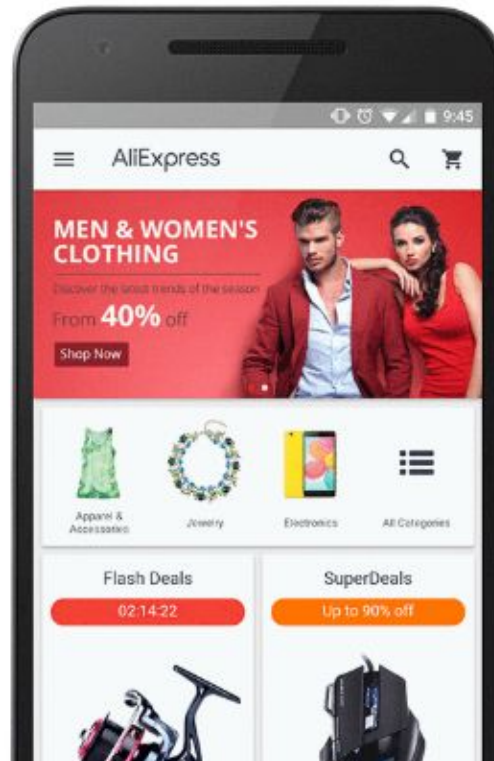 9:45
AliExpress
MEN & WOMEN'S
CLOTHING
Discover the latest trends of the season
From 40% off
Shop Now
Apparel &
Accessories
Jewelry
Electronics
All Categories
Flash Deals
SuperDeals
02:14:22
Up to 90% off